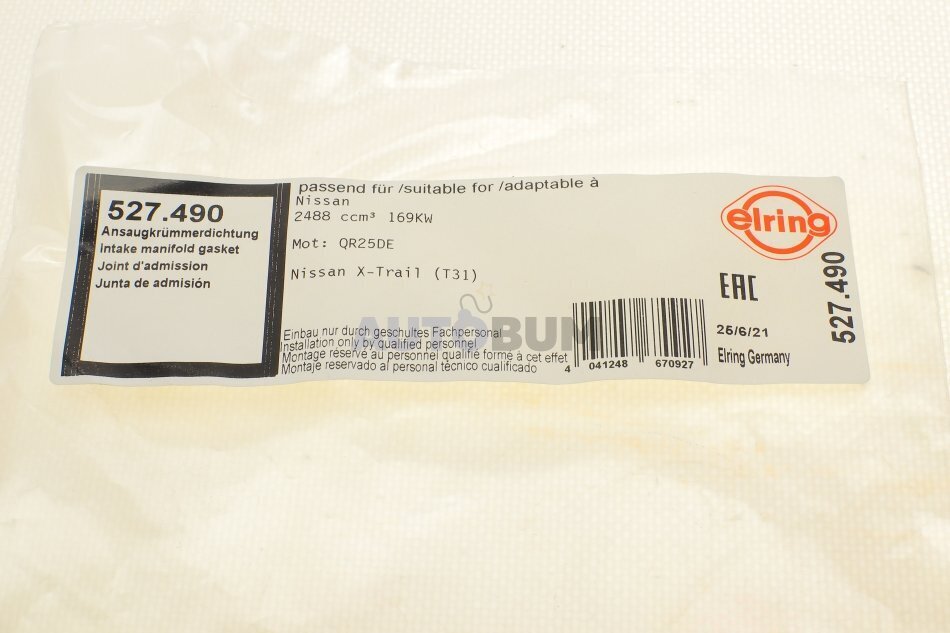 527.490
Ansaugkrümmerdichtung
Intake manifold gasket
Joint d'admission
Junta de admisión
passend für /suitable for /adaptable à
Nissan
2488 ccm³ 169KW
Mot: QR25DE
Nissan X-Trail (T31)
Einbau nur durch geschultes Fachpersonal
Installation only by qualified personnel
Montage réservé au personnel qualifié formé à cet effet
Montaje reservado al personal técnico cualificado
AUTOBUM
4 041248 670927
elring
EAC
25/6/21
Elring Germany
527.490